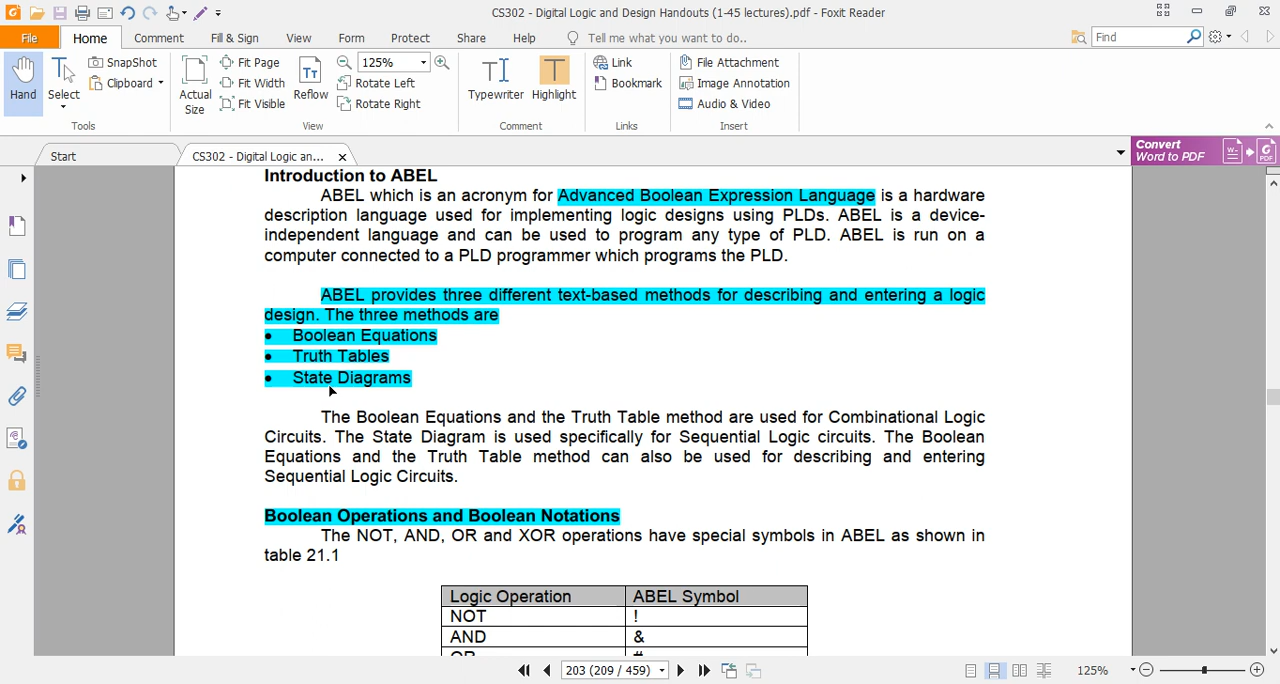 CS302 - Digital Logic and Design Handouts (1-45 lectures).pdf - Foxit Reader
File Home Comment Fill & Sign View Form Protect Share Help Tell me what you want to do.. Find
SnapShot Fit Page 125% Link File Attachment
Clipboard Fit Width Rotate Left Bookmark Image Annotation
Hand Select Actual Size Fit Visible Reflow Rotate Right Typewriter Highlight Audio & Video
Tools View Comment Links Insert
Start CS302 - Digital Logic an... Convert
Word to PDF
Introduction to ABEL
ABEL which is an acronym for Advanced Boolean Expression Language is a hardware
description language used for implementing logic designs using PLDs. ABEL is a device-
independent language and can be used to program any type of PLD. ABEL is run on a
computer connected to a PLD programmer which programs the PLD.
ABEL provides three different text-based methods for describing and entering a logic
design. The three methods are
• Boolean Equations
• Truth Tables
• State Diagrams
The Boolean Equations and the Truth Table method are used for Combinational Logic
Circuits. The State Diagram is used specifically for Sequential Logic circuits. The Boolean
Equations and the Truth Table method can also be used for describing and entering
Sequential Logic Circuits.
Boolean Operations and Boolean Notations
The NOT, AND, OR and XOR operations have special symbols in ABEL as shown in
table 21.1
Logic Operation ABEL Symbol
NOT !
AND &
OR #
203 (209 / 459) 125%